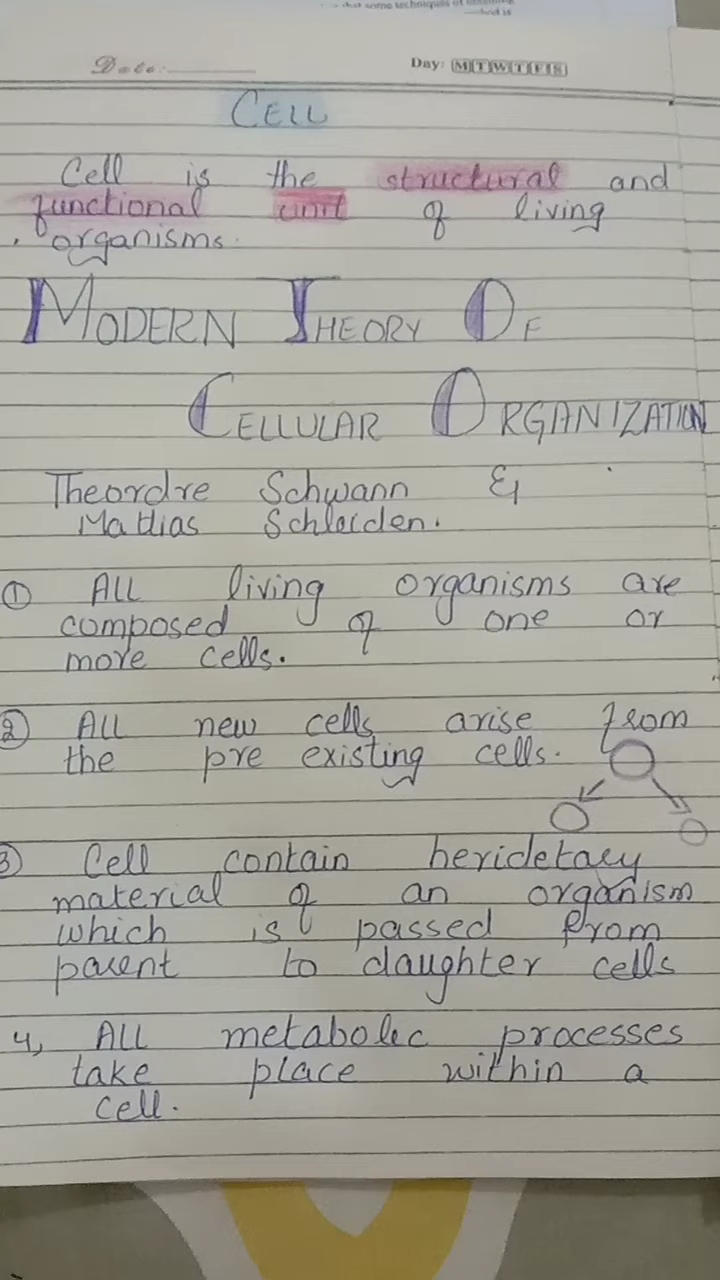 Date:
Day: M T W T F S
CELL
Cell is the structural and
functional unit of living
organisms.
MODERN THEORY OF
CELLULAR ORGANIZATION
Theordre Schwann &
Mattias Schleiden.
① All living organisms are
composed of one or
more cells.
② All new cells arise from
the pre existing cells.
3 Cell contain heridetary
material of an organism
which is passed from
parent to daughter cells
4, All metabolic processes
take place within a
cell.